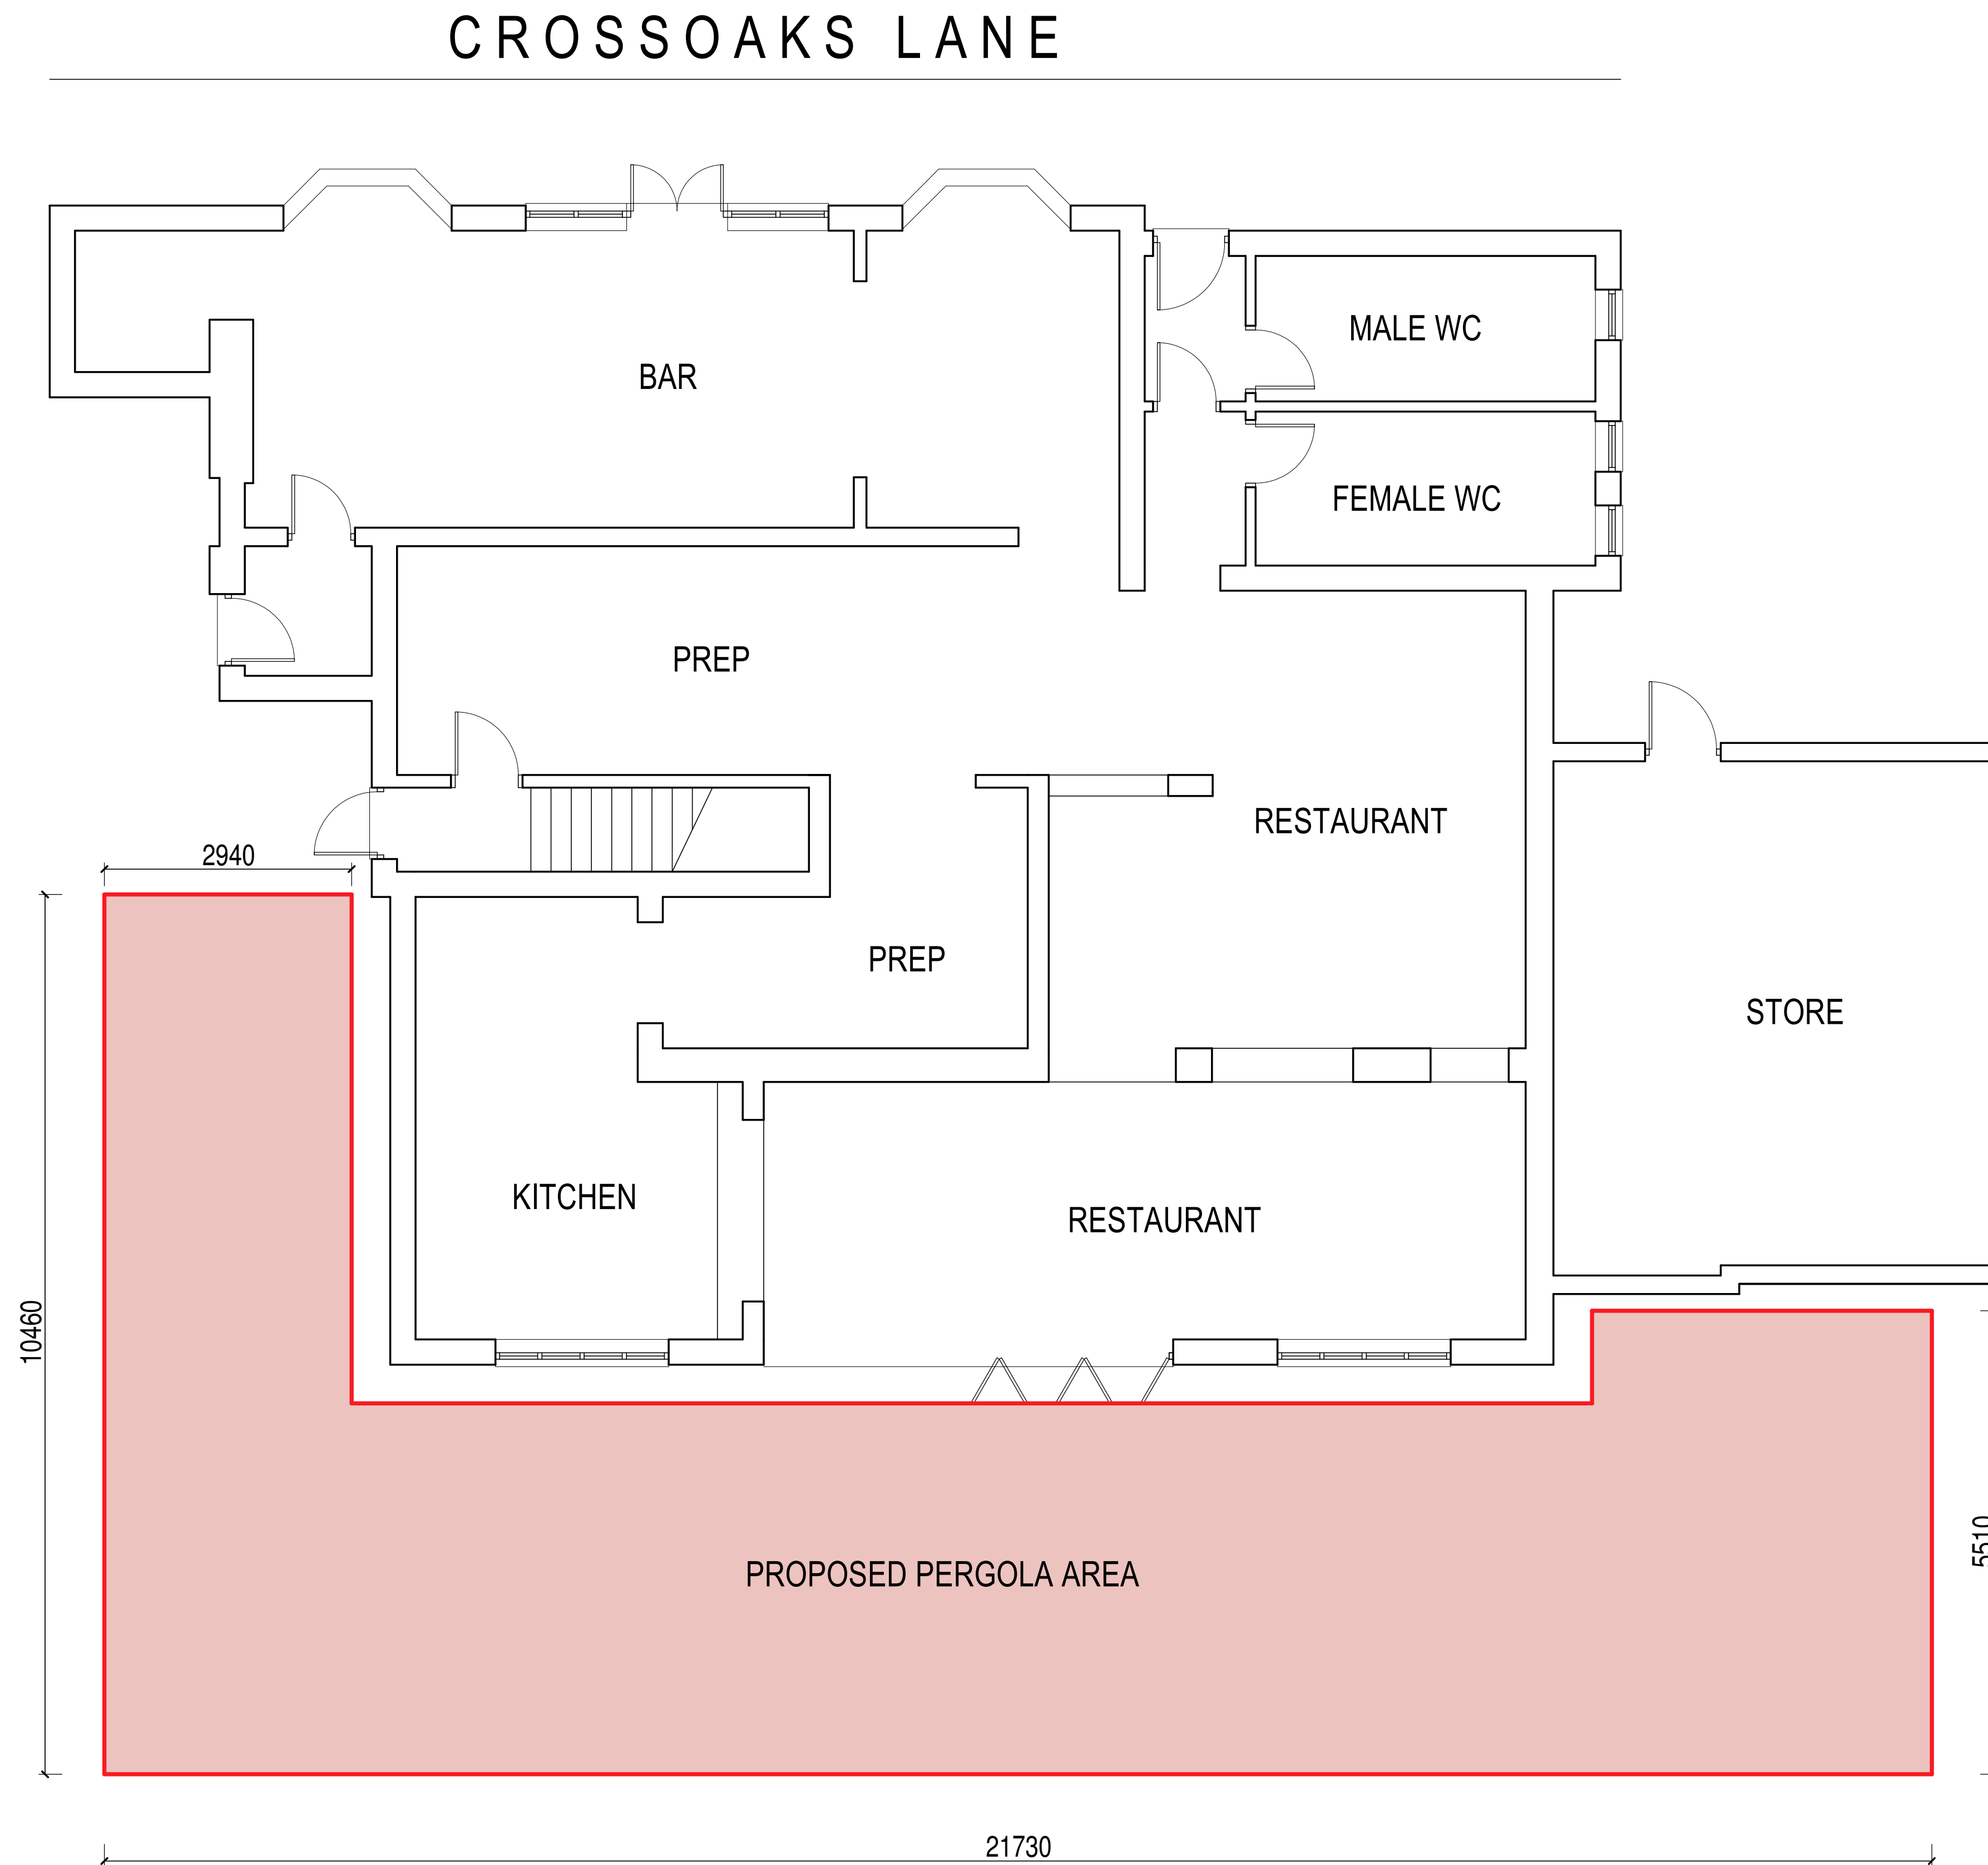 CROSSOAKS LANE
MALE WC
BAR
FEMALE WC
PREP
RESTAURANT
2940
PREP
STORE
KITCHEN
RESTAURANT
10460
5510
PROPOSED PERGOLA AREA
21730